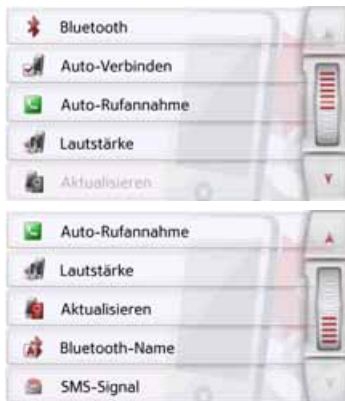 Bluetooth
Auto-Verbinden
Auto-Rufannahme
Lautstärke
Aktualisieren
Auto-Rufannahme
Lautstärke
Aktualisieren
Bluetooth-Name
SMS-Signal